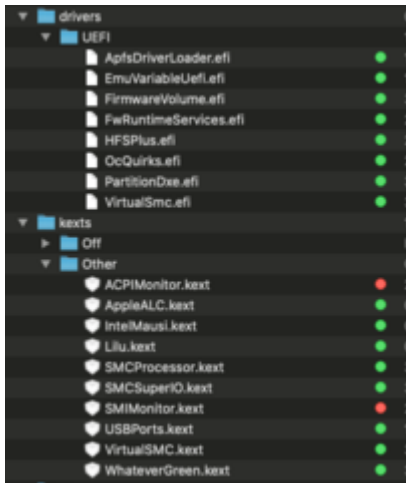 drivers
UEFI
ApfsDriverLoader.efi
EmuVariableUefi.efi
FirmwareVolume.efi
FwRuntimeServices.efi
HFSPlus.efi
OcQuirks.efi
PartitionDxe.efi
VirtualSmc.efi
kexts
Off
Other
ACPIMonitor.kext
AppleALC.kext
IntelMausi.kext
Lilu.kext
SMCProcessor.kext
SMCSuperIO.kext
SMIMonitor.kext
USBPorts.kext
VirtualSMC.kext
WhateverGreen.kext